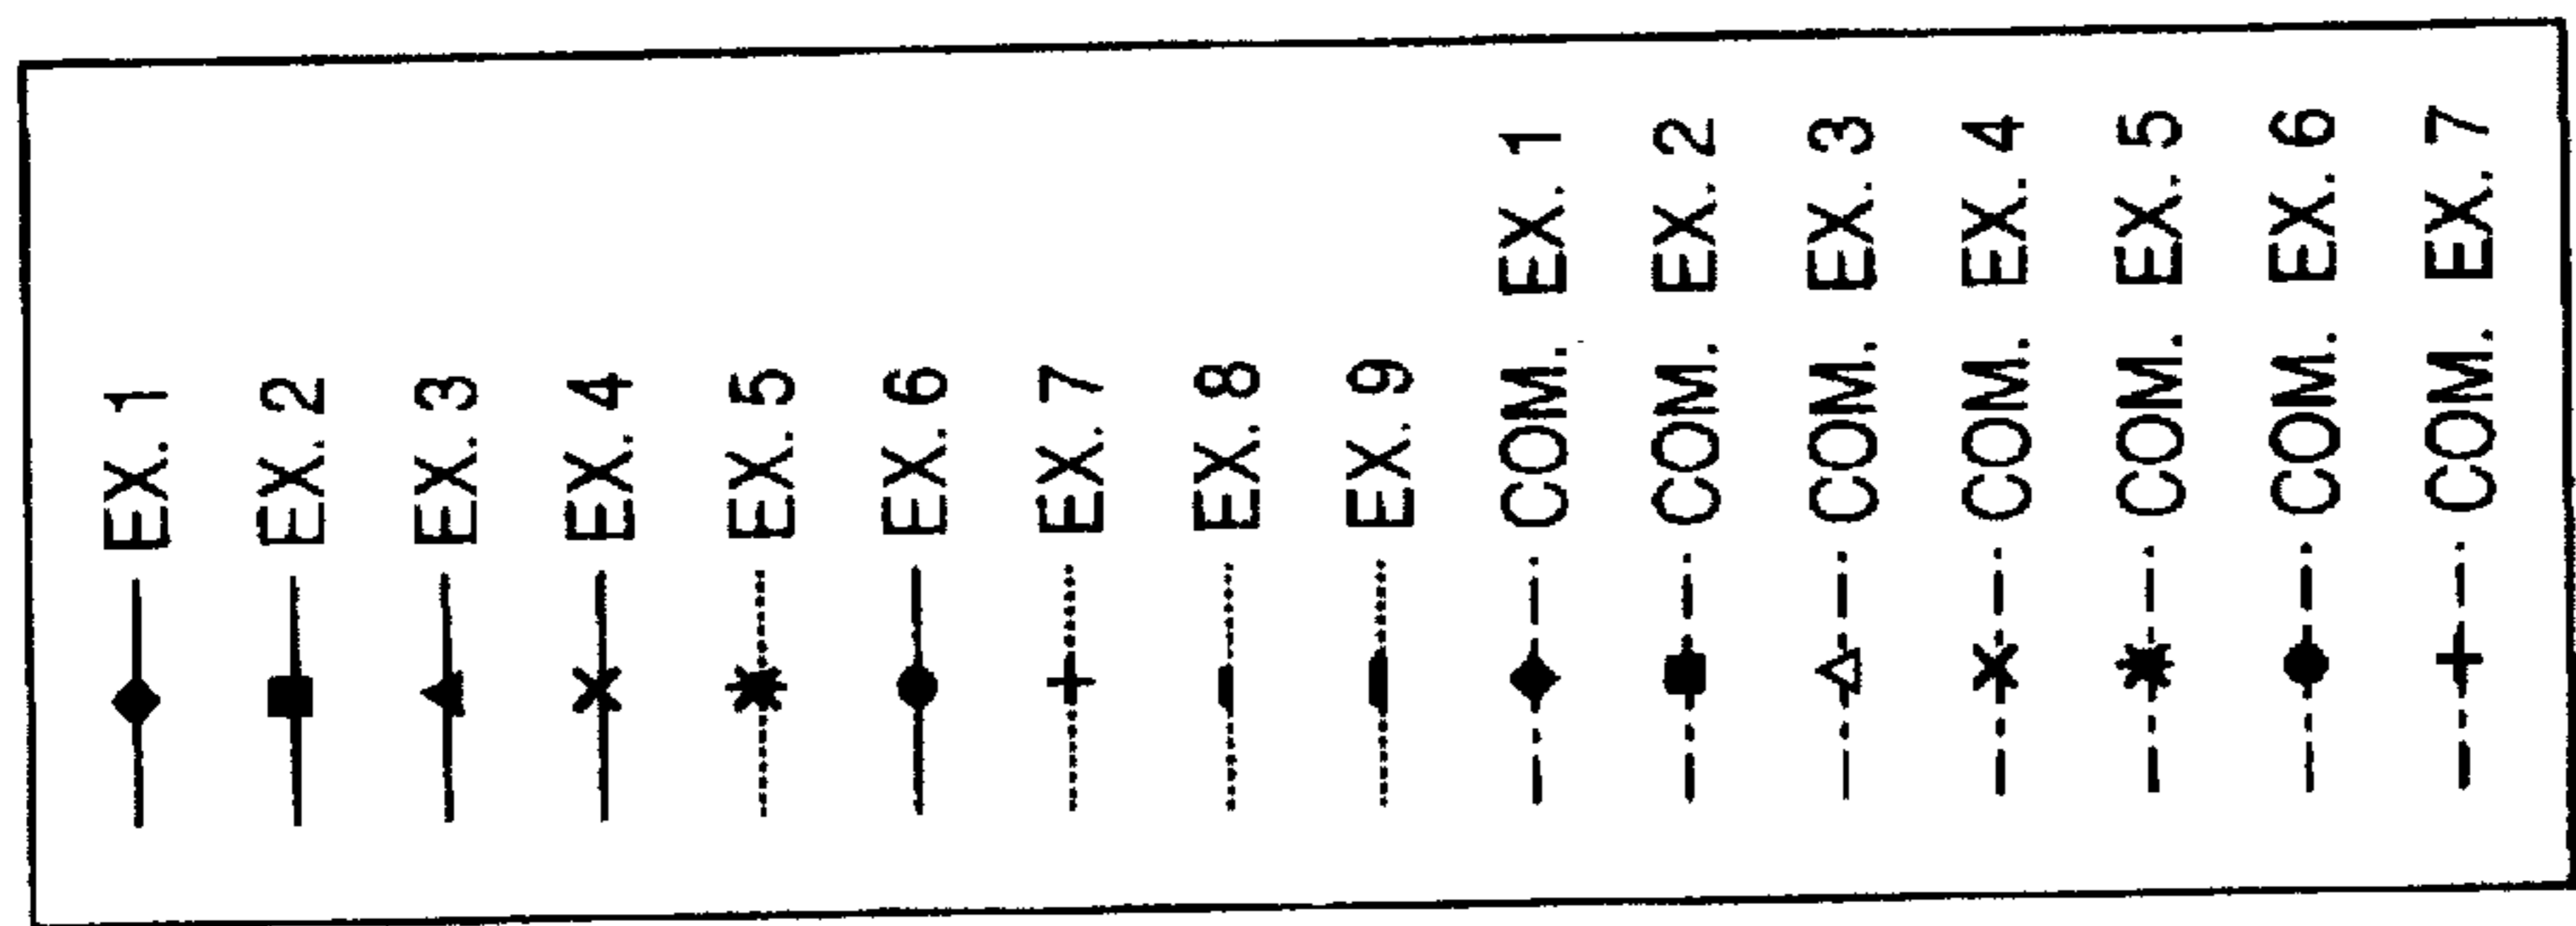 EX. 1
EX. 2
EX. 3
EX. 4
EX. 5
EX. 6
EX. 7
EX. 8
EX. 9
COM. EX. 1
COM. EX. 2
COM. EX. 3
COM. EX. 4
COM. EX. 5
COM. EX. 6
COM. EX. 7